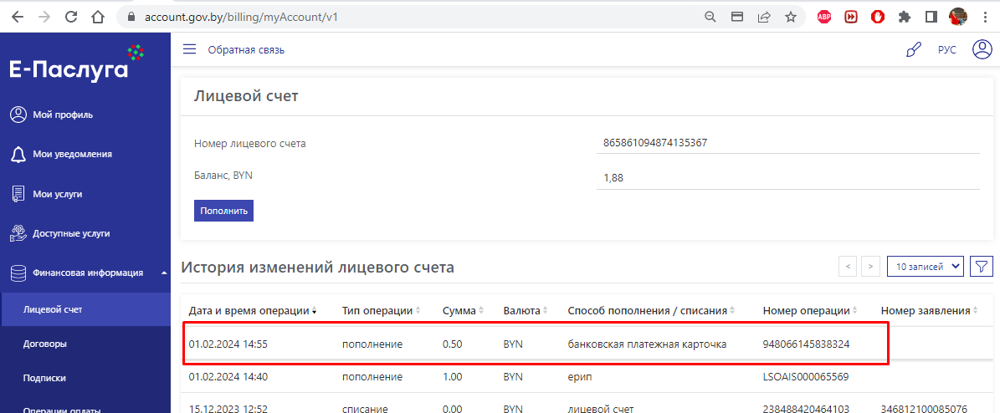 account.gov.by/billing/myAccount/v1
ABP
Е-Паслуга
Обратная связь
РУС
Мой профиль
Мои уведомления
Мои услуги
Доступные услуги
Финансовая информация
Лицевой счет
Договоры
Подписки
Операции оплаты
Лицевой счет
Номер лицевого счета 865861094874135367
Баланс, BYN 1,88
Пополнить
История изменений лицевого счета < > 10 записей
Дата и время операции Тип операции Сумма Валюта Способ пополнения / списания Номер операции Номер заявления
01.02.2024 14:55 пополнение 0.50 BYN банковская платежная карточка 948066145838324
01.02.2024 14:40 пополнение 1.00 BYN ерип LSOAIS000065569
15.12.2023 12:52 списание 0.00 BYN лицевой счет 238488420464103 346812100085076